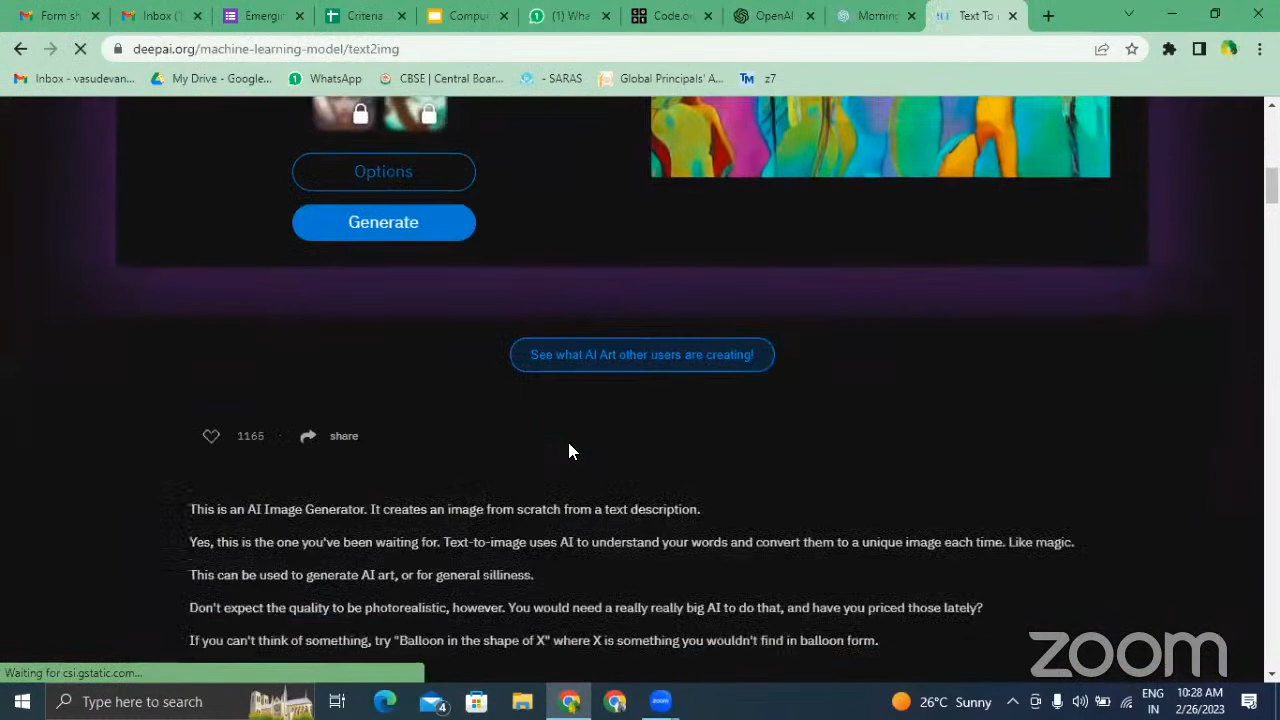 Form sh
Inbox (
Emergin
Criteria
Compu
(1) Wha
Code.o
OpenAI
Morning
Text To
deepai.org/machine-learning-model/text2img
Inbox - vasudevan...
My Drive - Google...
WhatsApp
CBSE | Central Boar...
- SARAS
Global Principals' A...
TM z7
Options
Generate
See what AI Art other users are creating!
1165 · share
This is an AI Image Generator. It creates an image from scratch from a text description.
Yes, this is the one you've been waiting for. Text-to-image uses AI to understand your words and convert them to a unique image each time. Like magic.
This can be used to generate AI art, or for general silliness.
Don't expect the quality to be photorealistic, however. You would need a really really big AI to do that, and have you priced those lately?
If you can't think of something, try "Balloon in the shape of X" where X is something you wouldn't find in balloon form.
zoom
Waiting for csi.gstatic.com...
Type here to search
4
zoom
26°C Sunny
ENG
IN
10:28 AM
2/26/2023